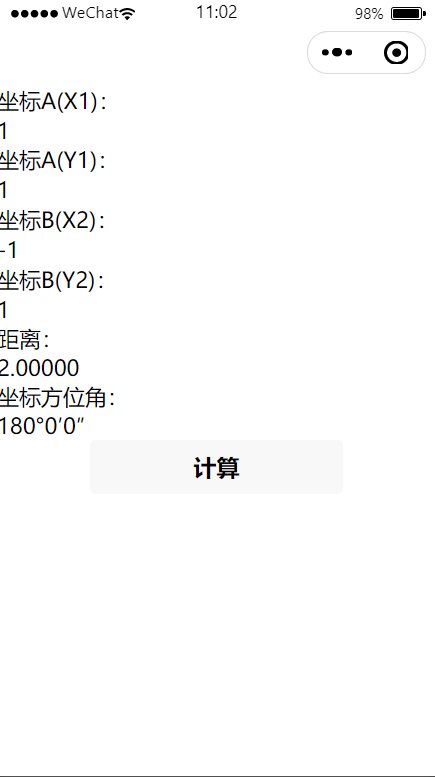 ●●●●● WeChat 11:02 98%
坐标A(X1)：
1
坐标A(Y1)：
1
坐标B(X2)：
-1
坐标B(Y2)：
1
距离：
2.00000
坐标方位角：
180°0′0″
计算